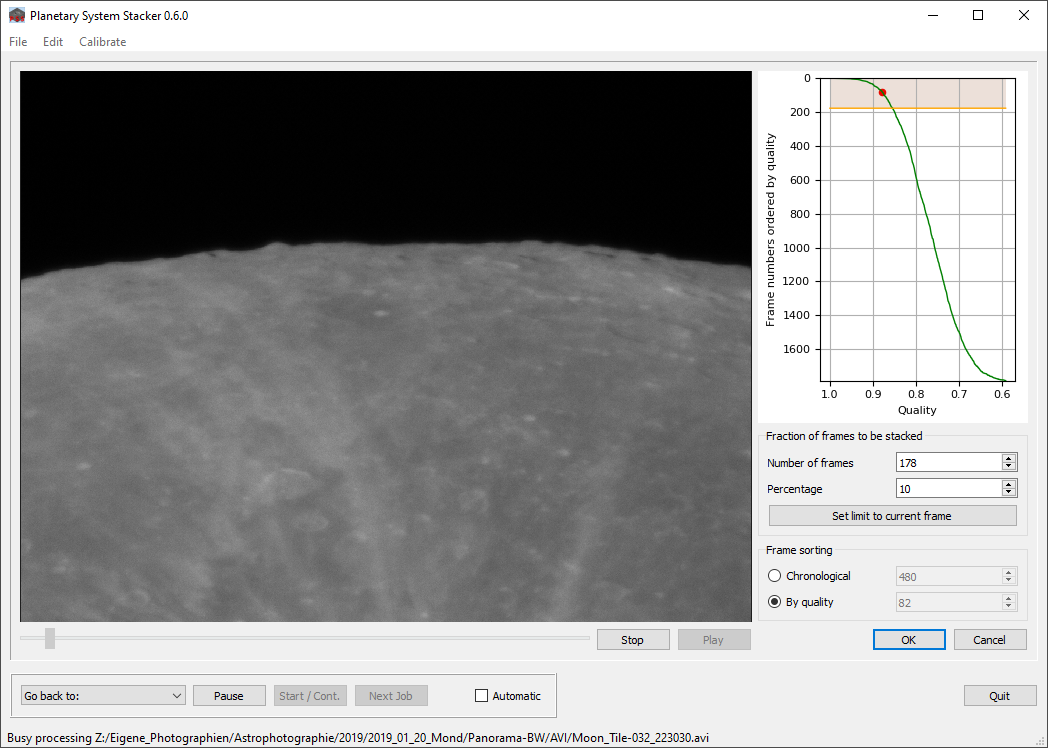 Planetary System Stacker 0.6.0
File Edit Calibrate
0
200
400
600
800
1000
1200
1400
1600
Frame numbers ordered by quality
1.0 0.9 0.8 0.7 0.6
Quality
Fraction of frames to be stacked
Number of frames 178
Percentage 10
Set limit to current frame
Frame sorting
Chronological 480
By quality 82
Stop Play OK Cancel
Go back to: Pause Start / Cont. Next Job Automatic Quit
Busy processing Z:/Eigene_Photographien/Astrophotographie/2019/2019_01_20_Mond/Panorama-BW/AVI/Moon_Tile-032_223030.avi